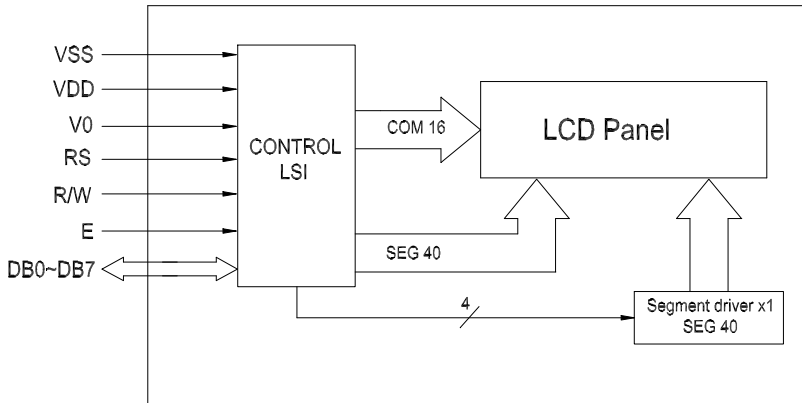 VSS
VDD
V0
RS
R/W
E
DB0~DB7
CONTROL
LSI
COM 16
LCD Panel
SEG 40
4
Segment driver x1
SEG 40